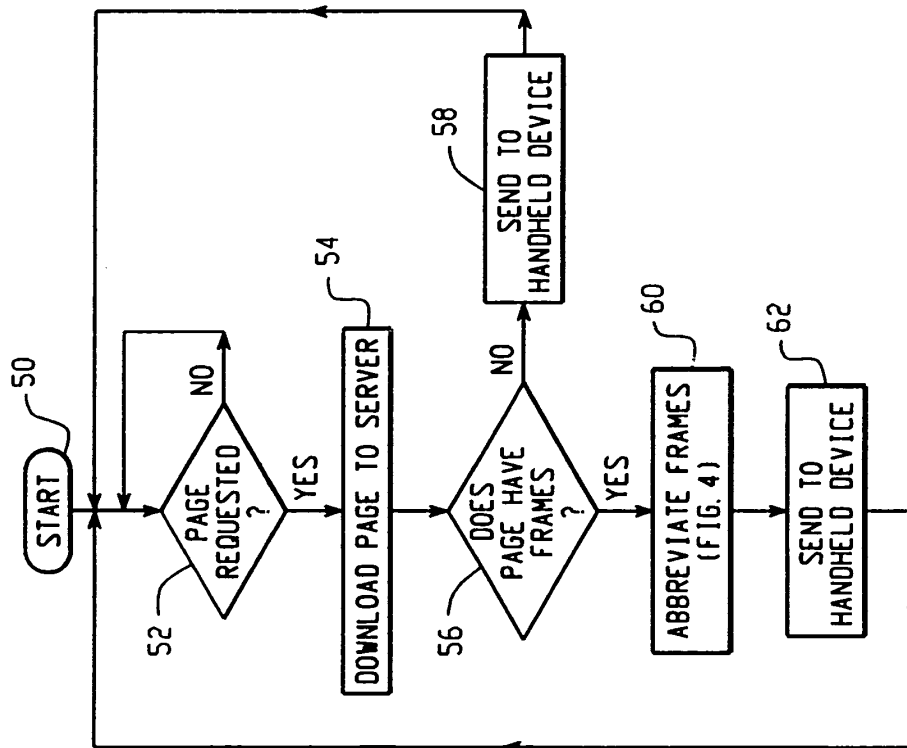 START
50
PAGE
REQUESTED
?
52
NO
YES
DOWNLOAD PAGE TO SERVER
54
DOES
PAGE HAVE
FRAMES
?
56
NO
SEND TO
HANDHELD DEVICE
58
YES
ABBREVIATE FRAMES
(FIG. 4)
60
SEND TO
HANDHELD DEVICE
62